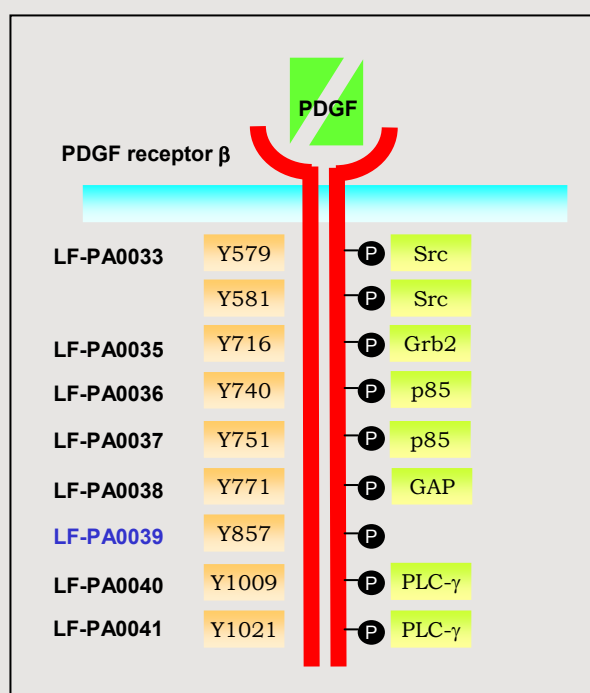 PDGF
PDGF receptor β
LF-PA0033 Y579 P Src
Y581 P Src
LF-PA0035 Y716 P Grb2
LF-PA0036 Y740 P p85
LF-PA0037 Y751 P p85
LF-PA0038 Y771 P GAP
LF-PA0039 Y857 P
LF-PA0040 Y1009 P PLC-γ
LF-PA0041 Y1021 P PLC-γ